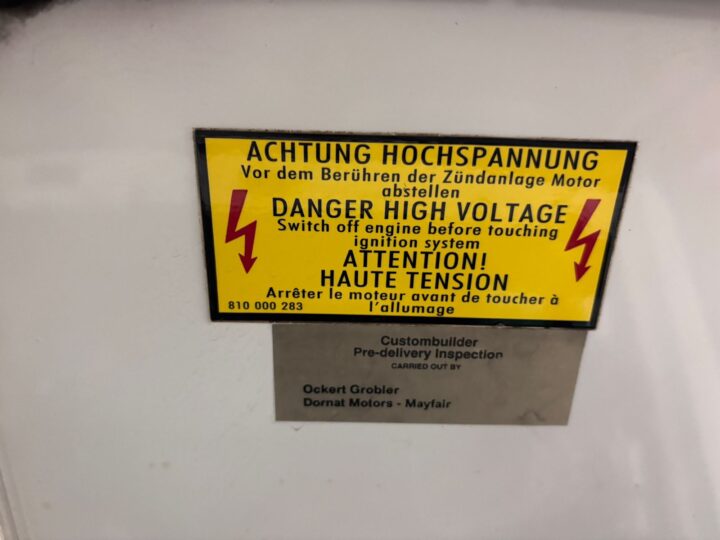 ACHTUNG HOCHSPANNUNG
Vor dem Berühren der Zündanlage Motor
abstellen
DANGER HIGH VOLTAGE
Switch off engine before touching
ignition system
ATTENTION!
HAUTE TENSION
Arrêter le moteur avant de toucher à
l'allumage
810 000 283
Custombuilder
Pre-delivery Inspection
CARRIED OUT BY
Ockert Grobler
Dornat Motors - Mayfair